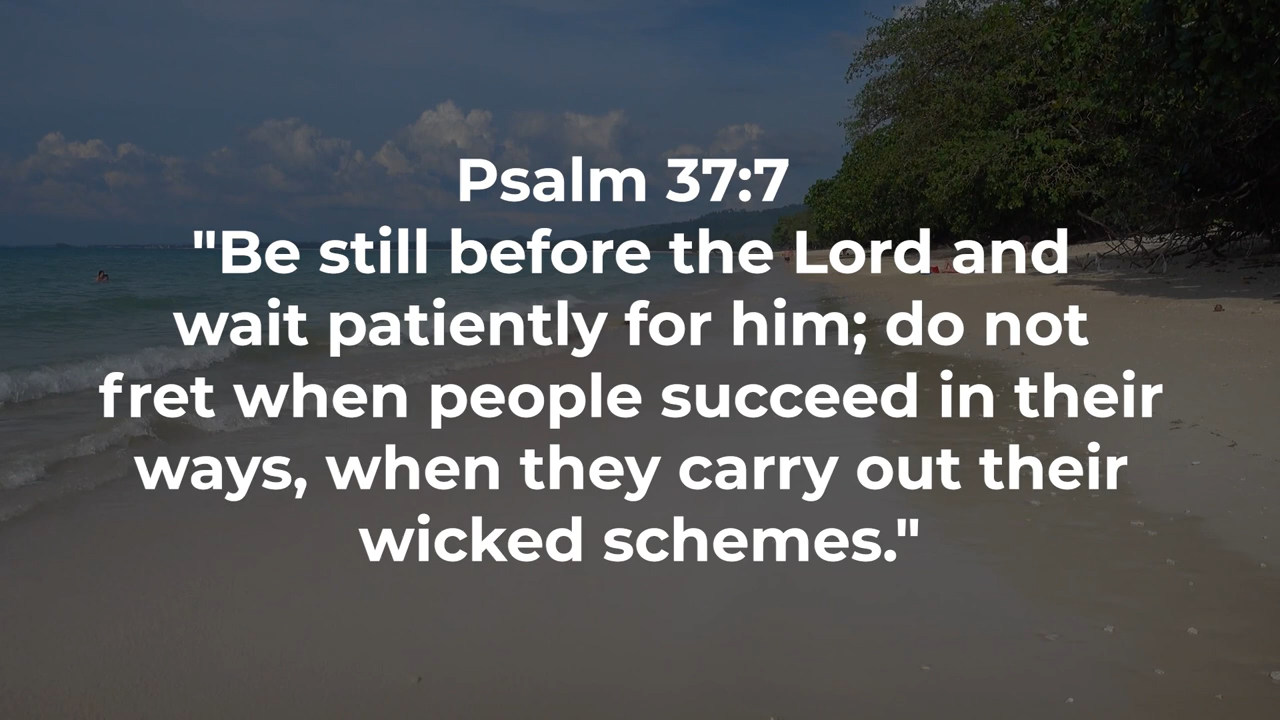 Psalm 37:7
"Be still before the Lord and
wait patiently for him; do not
fret when people succeed in their
ways, when they carry out their
wicked schemes."